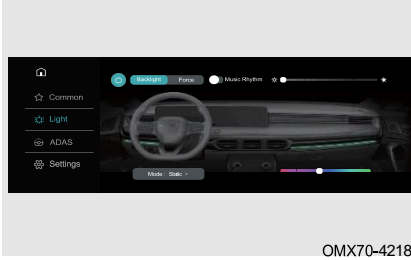 Backlight Force Music Rhythm
Common
Light
ADAS
Settings
Mode : Static
OMX70-4218